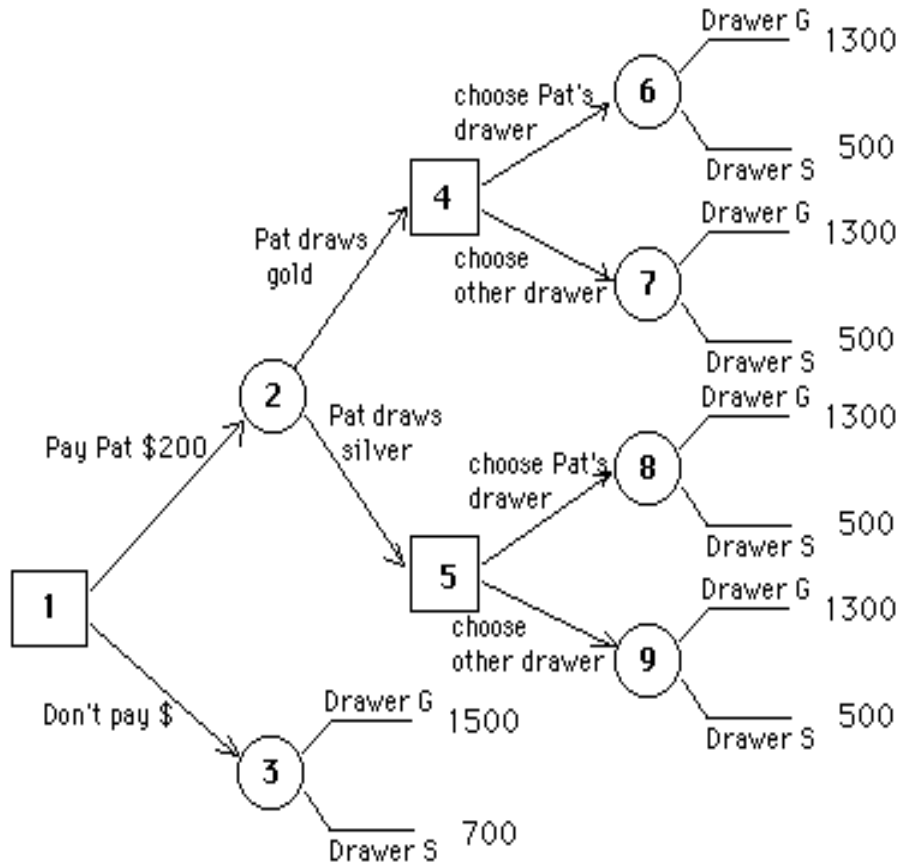 Drawer G
1300
6
choose Pat's
drawer
500
Drawer S
4
Drawer G
1300
Pat draws
gold
choose
other drawer
7
500
Drawer S
2
Drawer G
1300
Pat draws
silver
Pay Pat $200
choose Pat's
drawer
8
500
Drawer S
5
1
Drawer G
1300
choose
other drawer
9
Don't pay $
Drawer G
1500
500
Drawer S
3
700
Drawer S